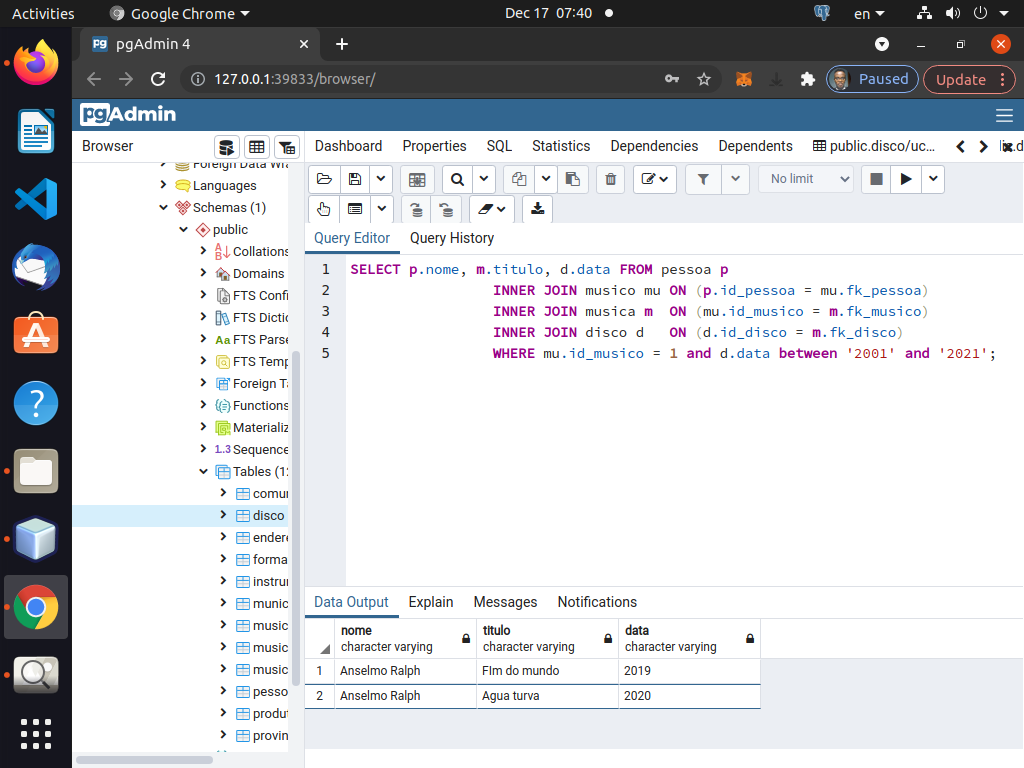 Activities
Google Chrome
Dec 17 07:40
en
pgAdmin 4
127.0.0.1:39833/browser/
Paused
Update
pgAdmin
Browser
Dashboard
Properties
SQL
Statistics
Dependencies
Dependents
public.disco/uc...
No limit
Query Editor
Query History
Foreign Data Wra
Languages
Schemas (1)
public
Collations
Domains
FTS Confi
FTS Dictio
FTS Parse
FTS Temp
Foreign Ta
Functions
Materializ
1..3 Sequence
Tables (12
comun
disco
endere
forma
instrum
munic
music
music
music
pesso
produt
provin
1 SELECT p.nome, m.titulo, d.data FROM pessoa p
2 INNER JOIN musico mu ON (p.id_pessoa = mu.fk_pessoa)
3 INNER JOIN musica m ON (mu.id_musico = m.fk_musico)
4 INNER JOIN disco d ON (d.id_disco = m.fk_disco)
5 WHERE mu.id_musico = 1 and d.data between '2001' and '2021';
Data Output
Explain
Messages
Notifications
nome
character varying
titulo
character varying
data
character varying
1 Anselmo Ralph FIm do mundo 2019
2 Anselmo Ralph Agua turva 2020